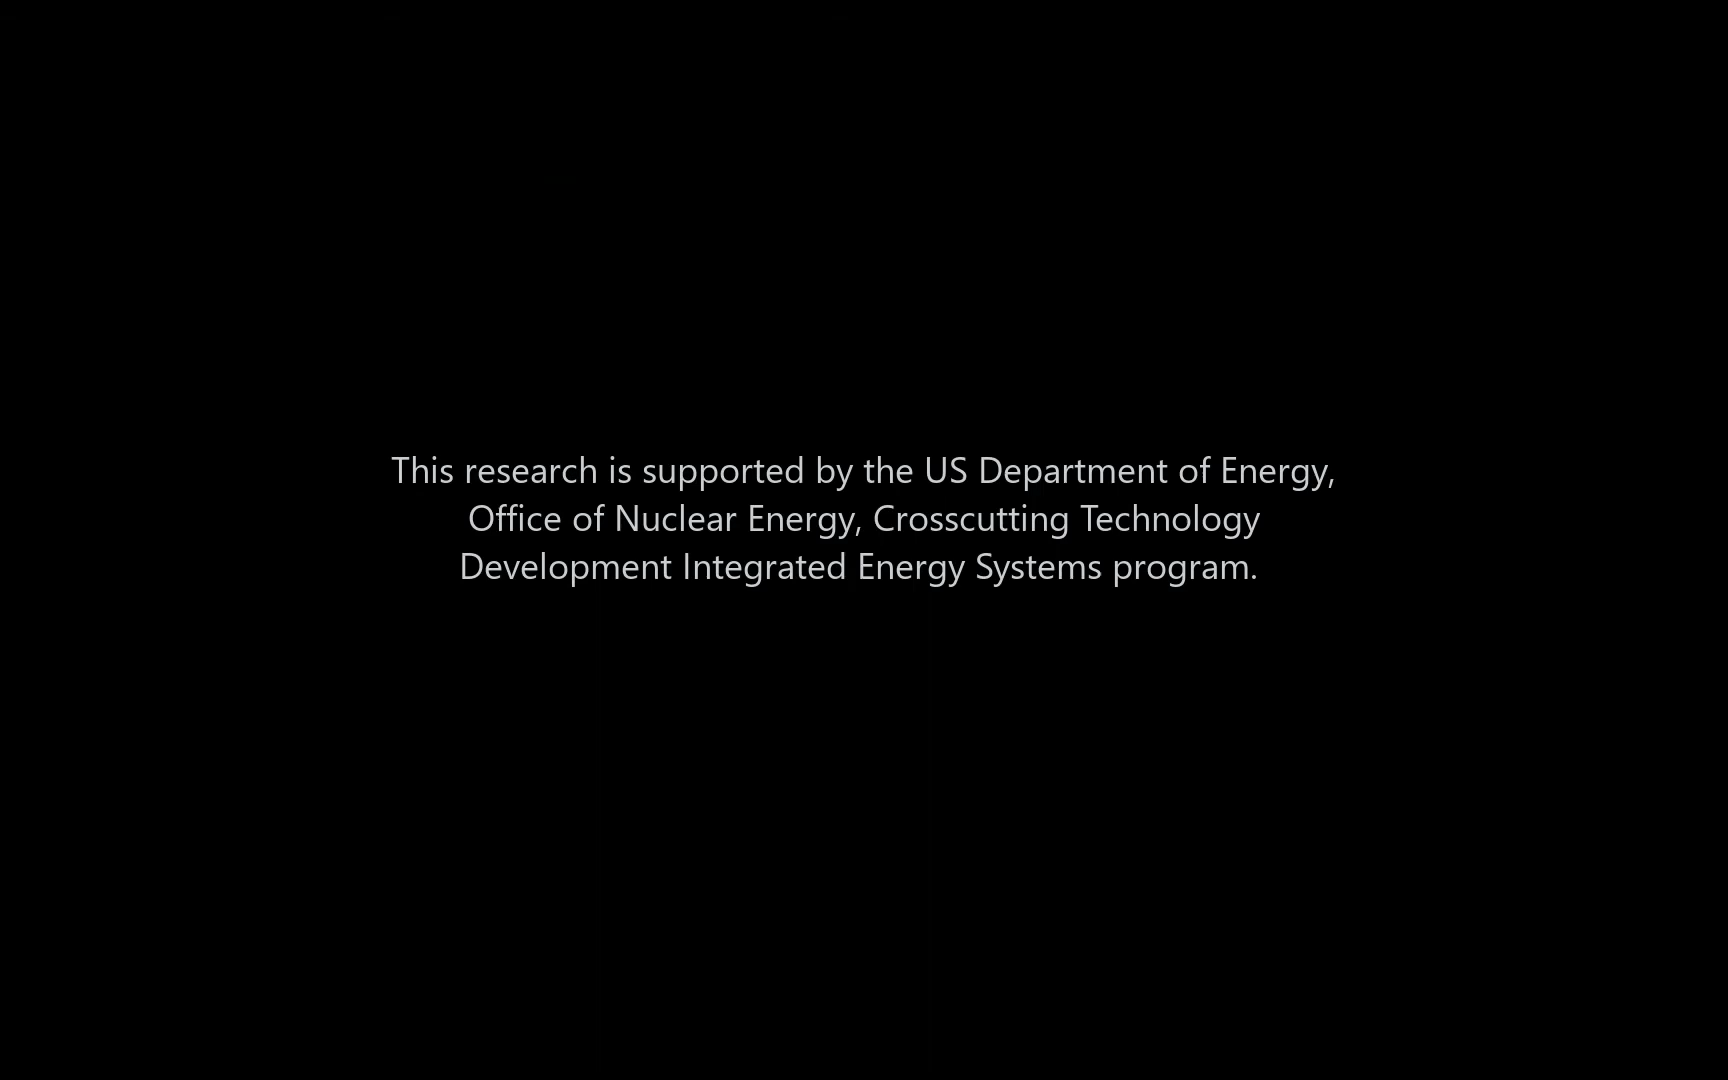 This research is supported by the US Department of Energy,
Office of Nuclear Energy, Crosscutting Technology
Development Integrated Energy Systems program.